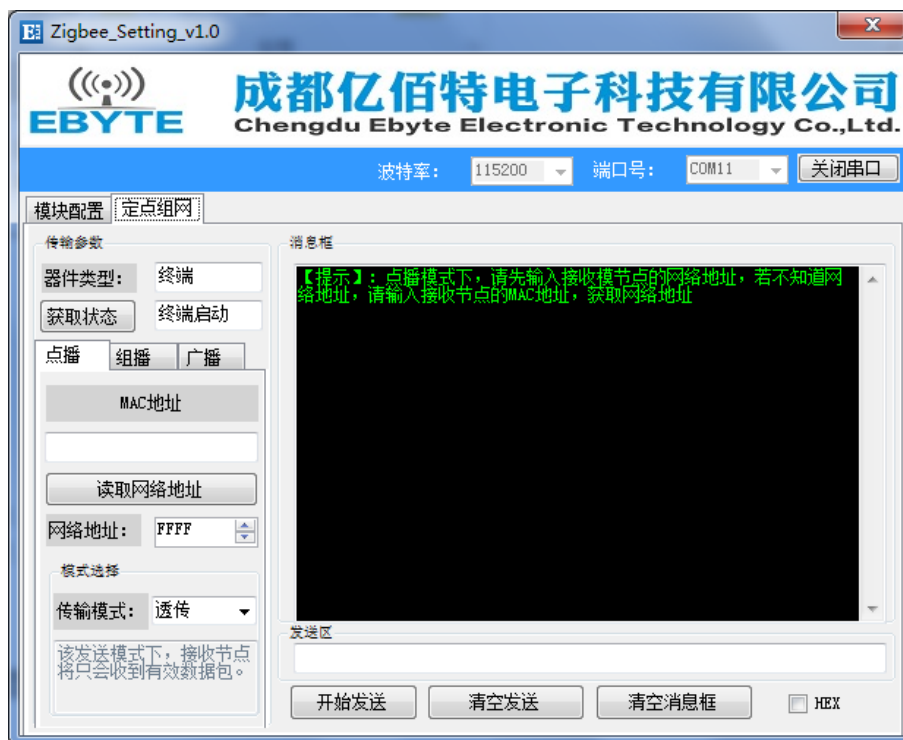 Zigbee_Setting_v1.0
EBYTE
成都亿佰特电子科技有限公司
Chengdu Ebyte Electronic Technology Co.,Ltd.
波特率: 115200 端口号: COM11 关闭串口
模块配置 定点组网
传输参数
器件类型: 终端
获取状态 终端启动
点播 组播 广播
MAC地址
读取网络地址
网络地址: FFFF
模式选择
传输模式: 透传
该发送模式下，接收节点
将只会收到有效数据包。
消息框
【提示】: 点播模式下，请先输入接收模节点的网络地址，若不知道网
络地址，请输入接收节点的MAC地址，获取网络地址
发送区
开始发送 清空发送 清空消息框 HEX